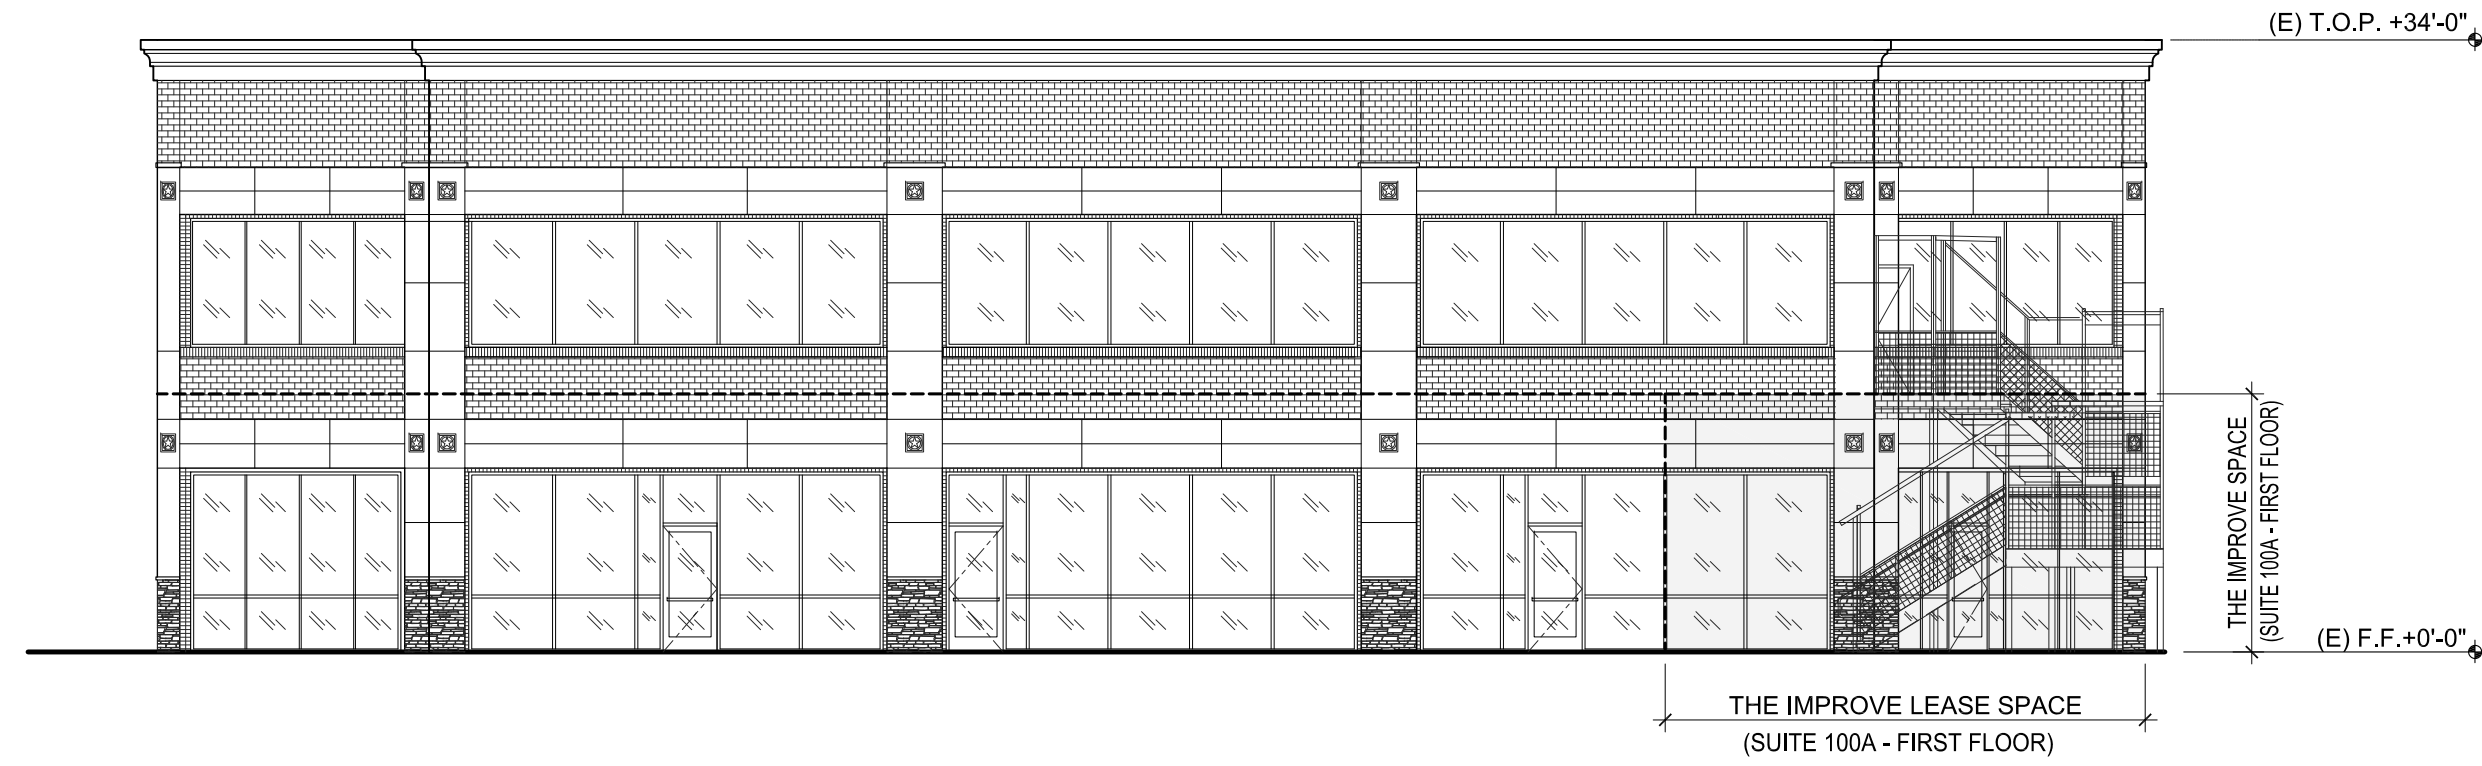 (E) T.O.P. +34'-0"
THE IMPROVE SPACE
(SUITE 100A - FIRST FLOOR)
(E) F.F.+0'-0"
THE IMPROVE LEASE SPACE
(SUITE 100A - FIRST FLOOR)